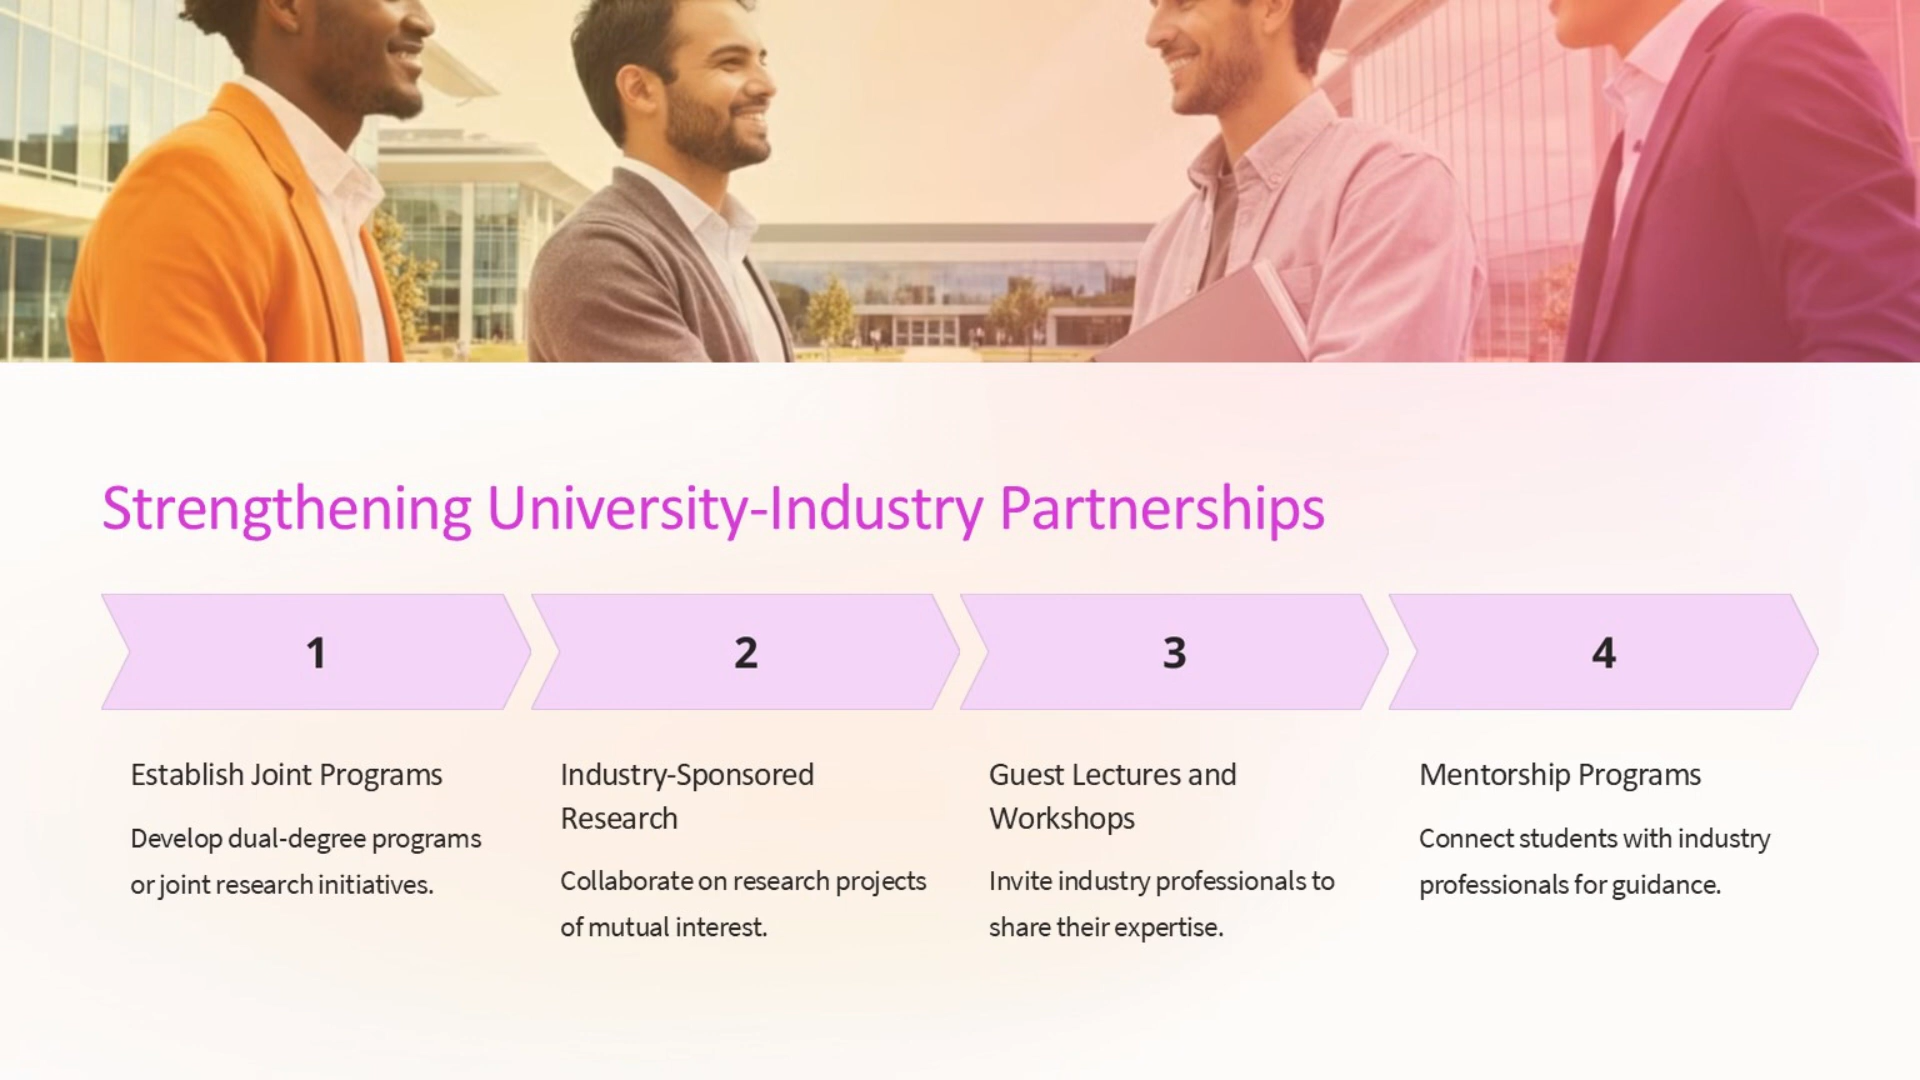 Strengthening University-Industry Partnerships
1
2
3
4
Establish Joint Programs
Develop dual-degree programs
or joint research initiatives.
Industry-Sponsored
Research
Collaborate on research projects
of mutual interest.
Guest Lectures and
Workshops
Invite industry professionals to
share their expertise.
Mentorship Programs
Connect students with industry
professionals for guidance.